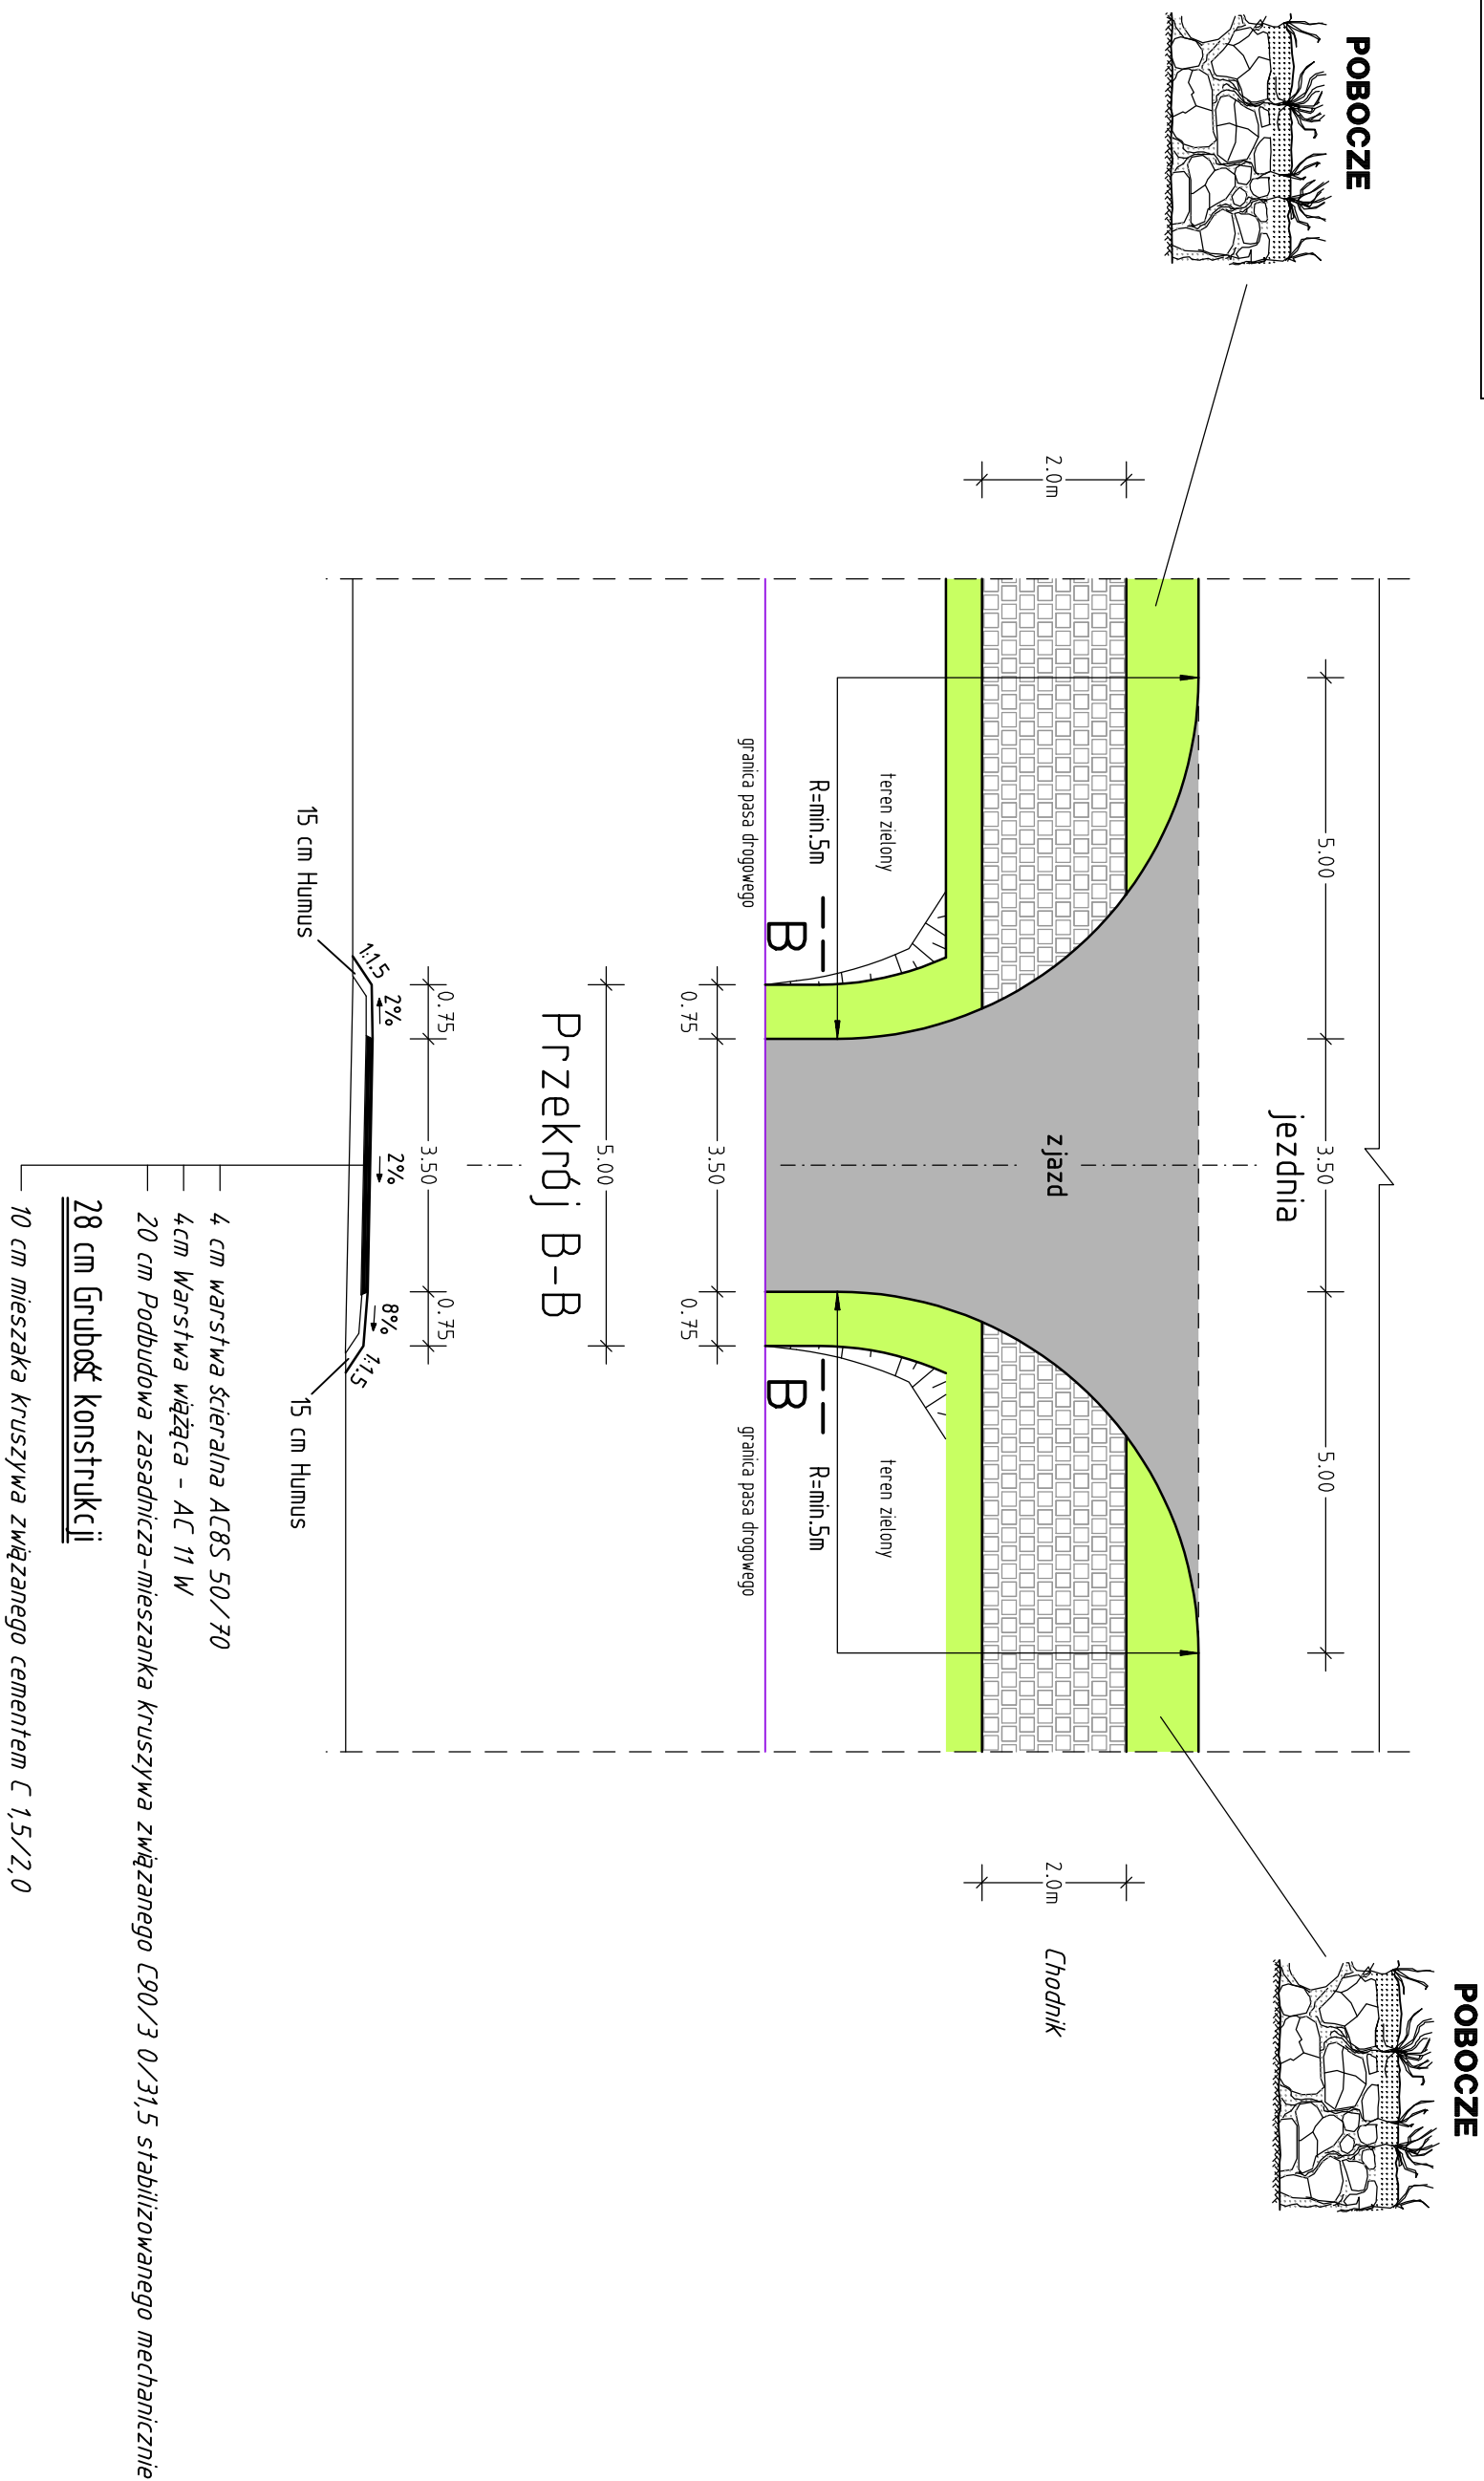 POBOCZE
POBOCZE
5.00
3.50
5.00
jezdnia
2.0m
zjazd
2.0m
Chodnik
teren zielony
teren zielony
R=min.5m
R=min.5m
B
B
granica pasa drogowego
granica pasa drogowego
0.75
3.50
0.75
5.00
Przekrój B-B
0.75
3.50
0.75
1:1.5
2%
2%
8%
1:1.5
15 cm Humus
15 cm Humus
4 cm warstwa ścieralna AC8S 50/70
4cm Warstwa wiążąca - AC 11 W
20 cm Podbudowa zasadnicza-mieszanka kruszywa związanego C90/3 0/31,5 stabilizowanego mechanicznie
28 cm Grubość konstrukcji
10 cm mieszaka kruszywa związanego cementem C 1,5/2,0